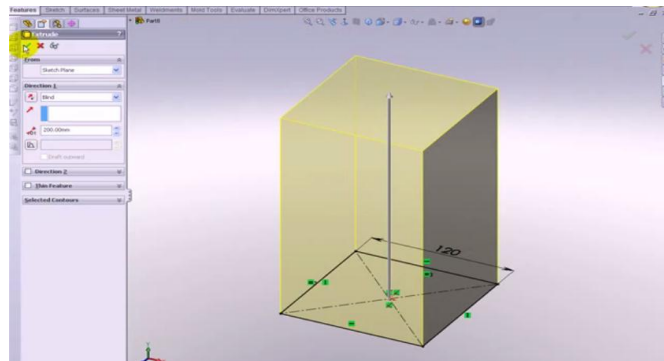 Features Sketch Surfaces Sheet Metal Weldments Mold Tools Evaluate DimXpert Office Products
Part1
Extrude ?
From
Sketch Plane
Direction 1
Blind
200.00mm
Draft outward
Direction 2
Thin Feature
Selected Contours
120
Y